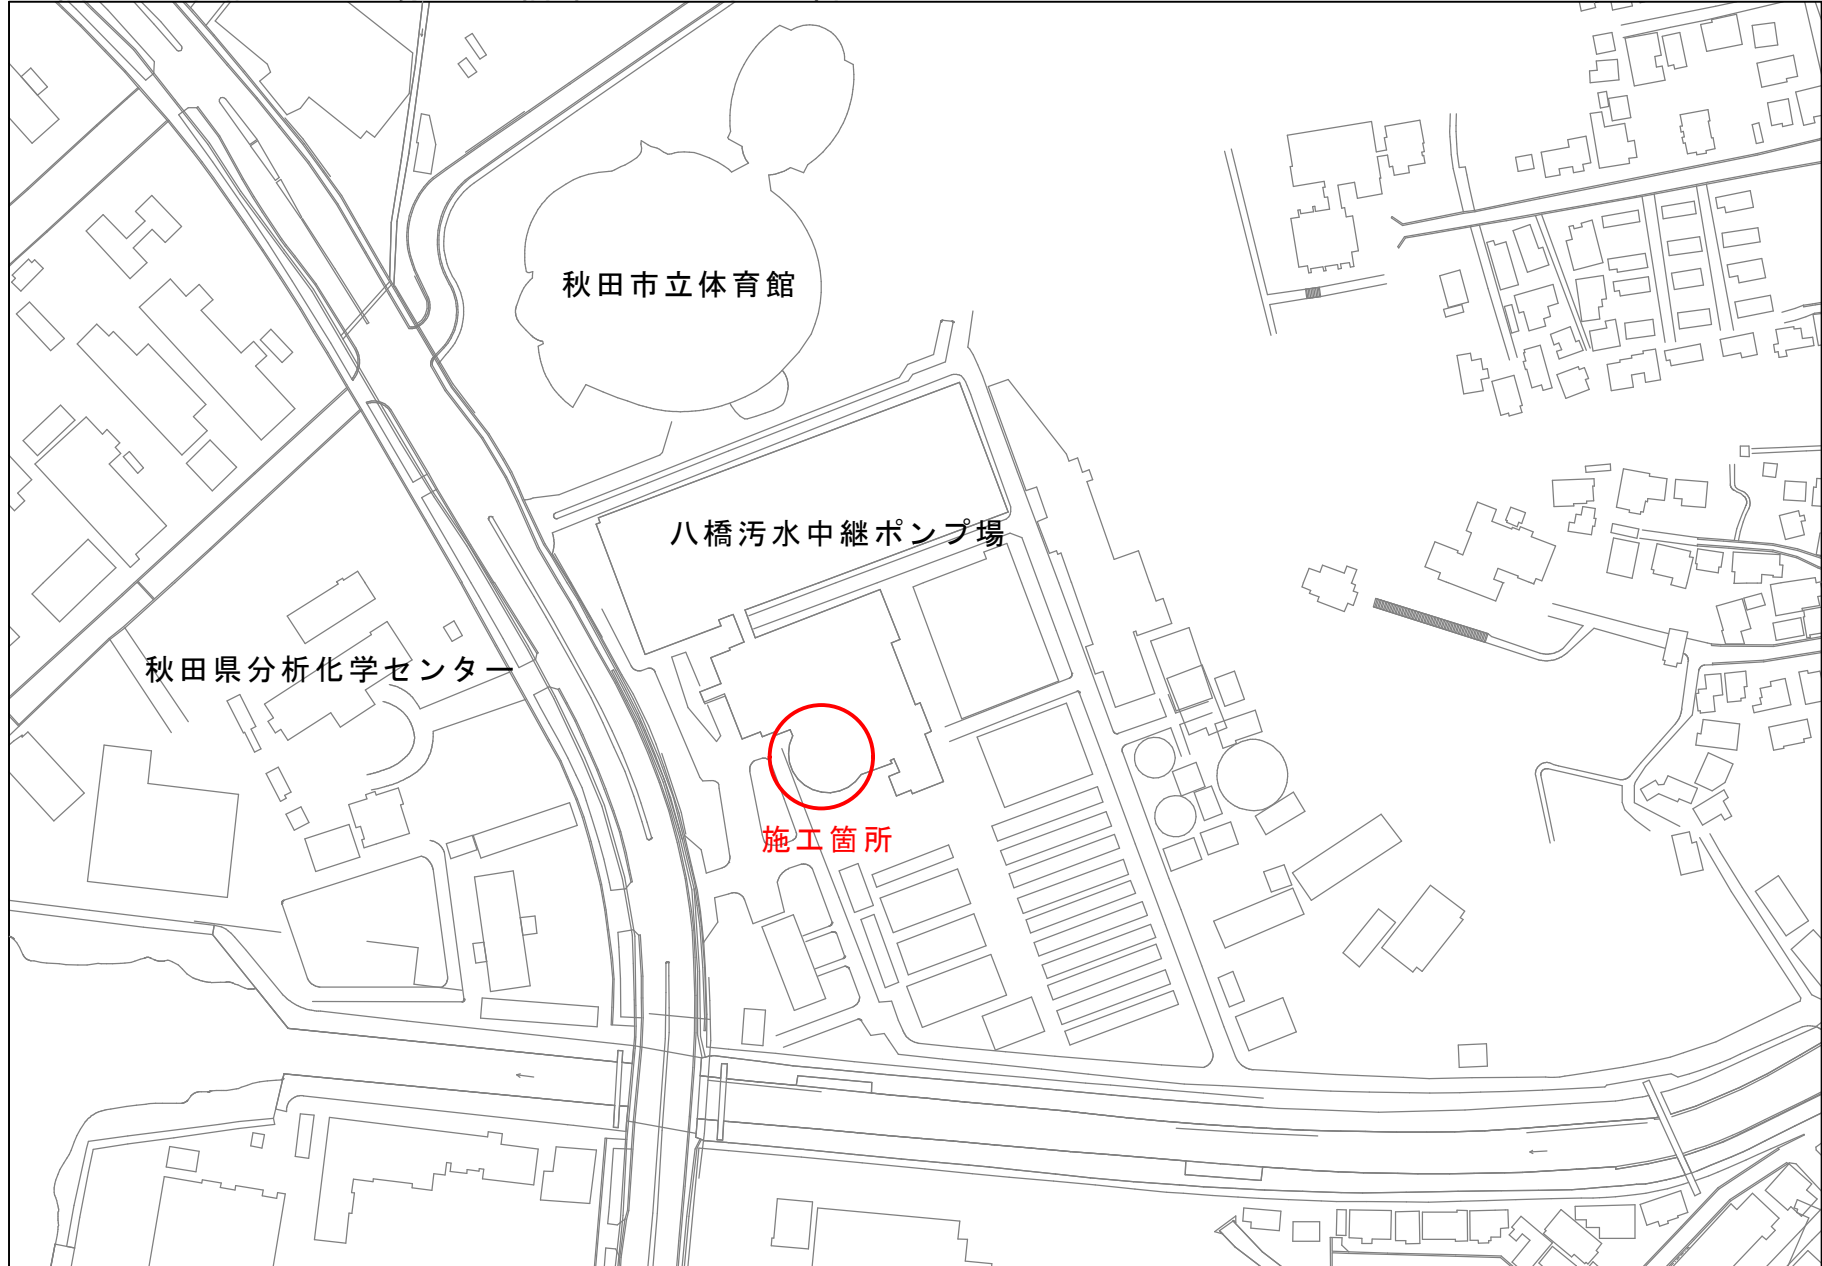 秋田市立体育館
八橋汚水中継ポンプ場
秋田県分析化学センター
施工箇所